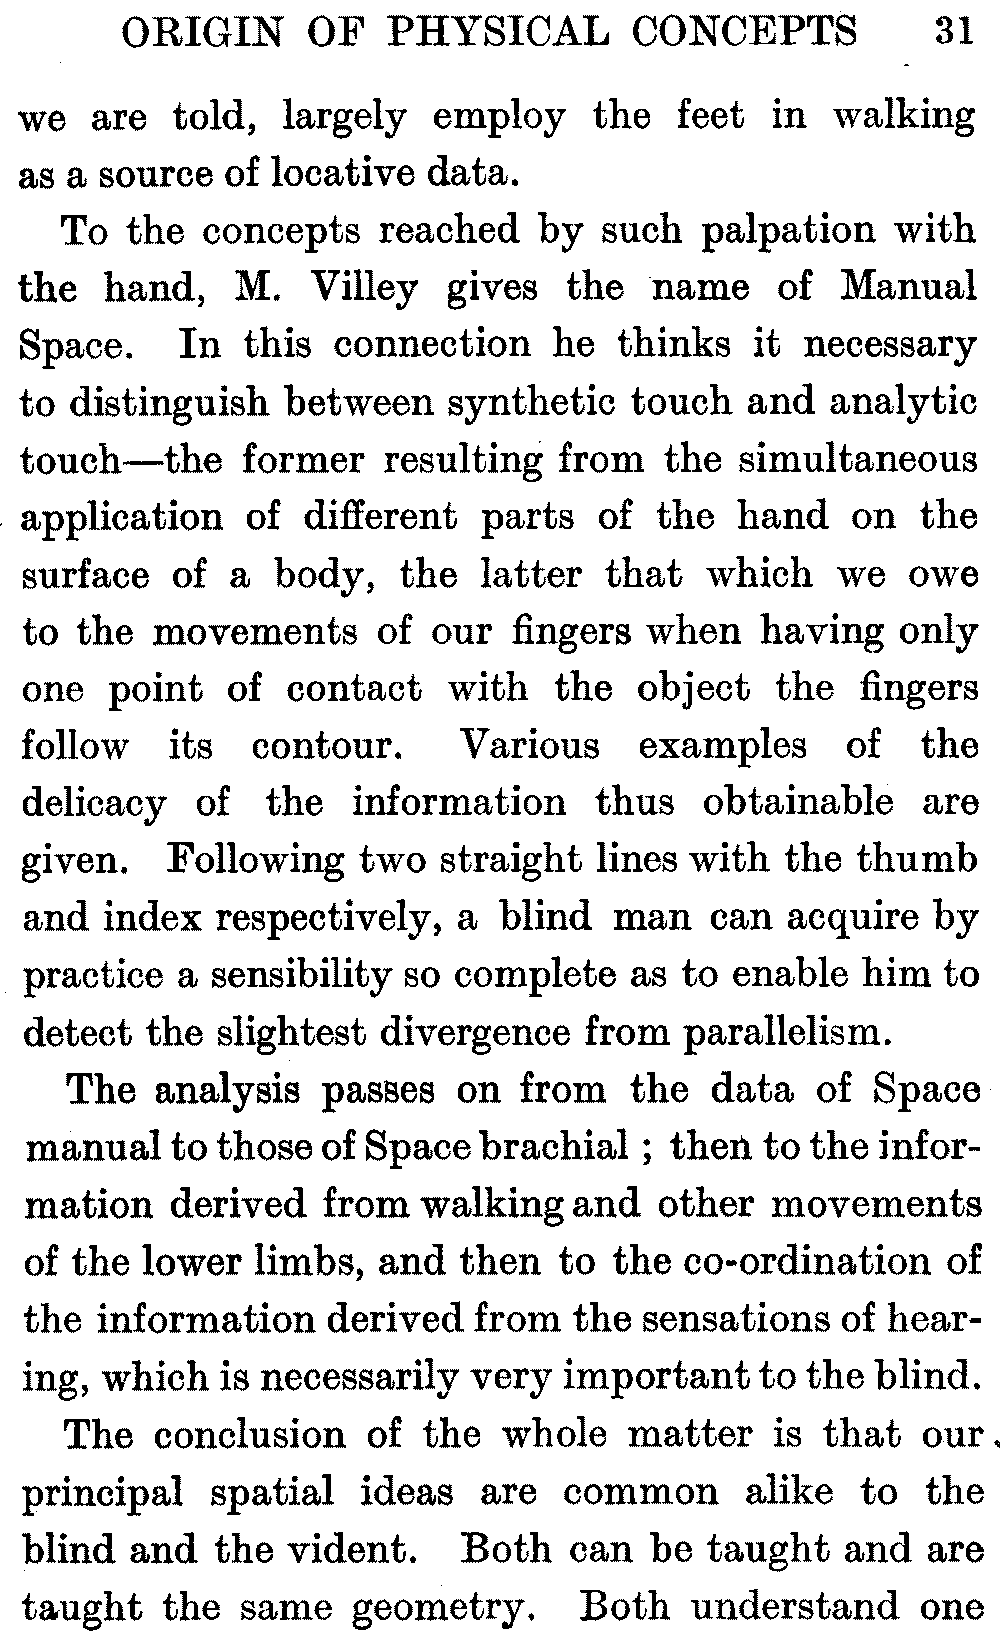 ORIGIN OF PHYSICAL CONCEPTS 31
we are told, largely employ the feet in walking
as a source of locative data.
To the concepts reached by such palpation with
the hand, M. Villey gives the name of Manual
Space. In this connection he thinks it necessary
to distinguish between synthetic touch and analytic
touch—the former resulting from the simultaneous
application of different parts of the hand on the
surface of a body, the latter that which we owe
to the movements of our fingers when having only
one point of contact with the object the fingers
follow its contour. Various examples of the
delicacy of the information thus obtainable are
given. Following two straight lines with the thumb
and index respectively, a blind man can acquire by
practice a sensibility so complete as to enable him to
detect the slightest divergence from parallelism.
The analysis passes on from the data of Space
manual to those of Space brachial ; then to the infor-
mation derived from walking and other movements
of the lower limbs, and then to the co-ordination of
the information derived from the sensations of hear-
ing, which is necessarily very important to the blind.
The conclusion of the whole matter is that our
principal spatial ideas are common alike to the
blind and the vident. Both can be taught and are
taught the same geometry. Both understand one